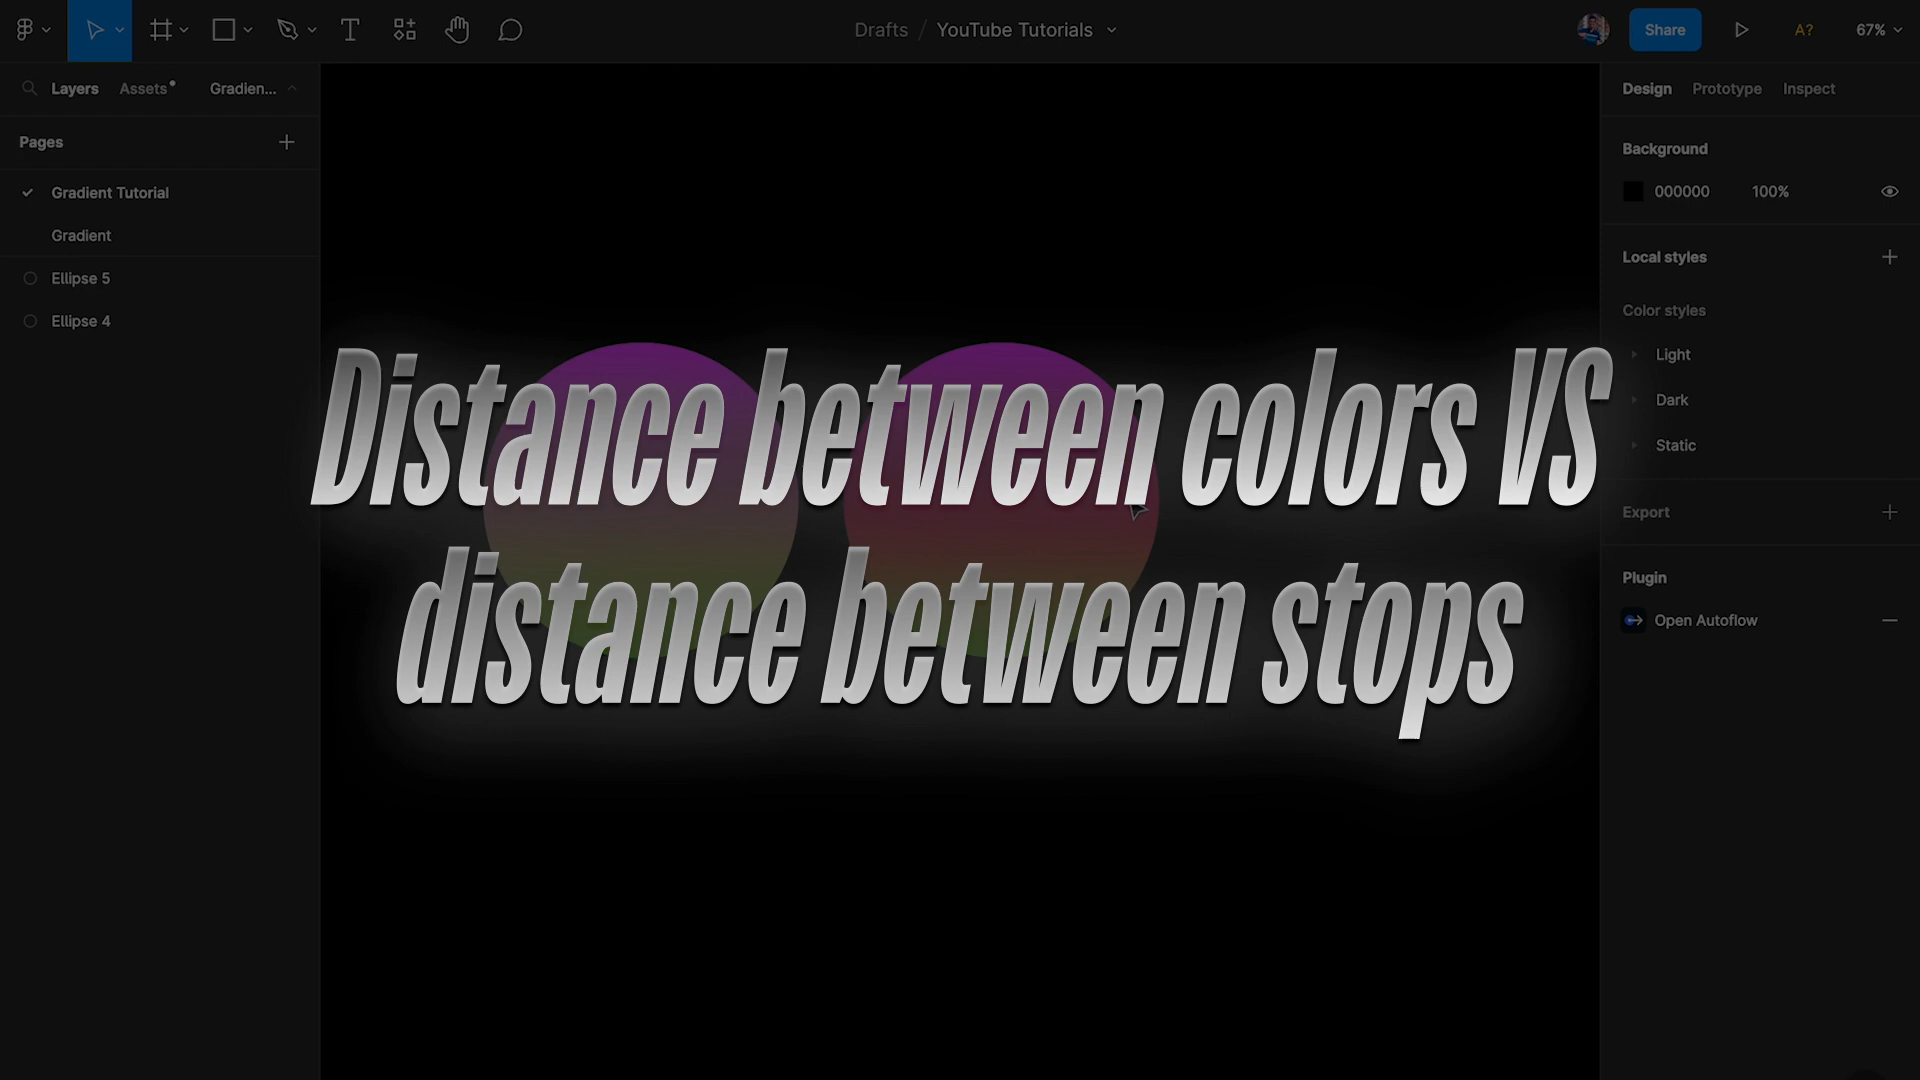 Drafts / YouTube Tutorials
Share
A?
67%
Layers
Assets
Gradien...
Design
Prototype
Inspect
Pages
Gradient Tutorial
Gradient
Ellipse 5
Ellipse 4
Distance between colors VS
distance between stops
Background
000000
100%
Local styles
Color styles
Light
Dark
Static
Export
Plugin
Open Autoflow